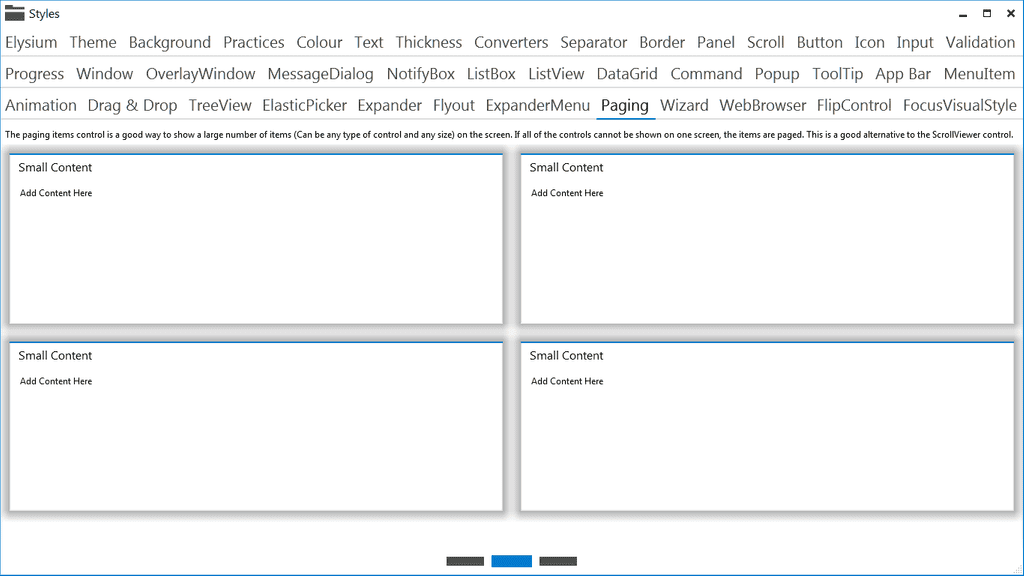 Styles
Elysium Theme Background Practices Colour Text Thickness Converters Separator Border Panel Scroll Button Icon Input Validation
Progress Window OverlayWindow MessageDialog NotifyBox ListBox ListView DataGrid Command Popup ToolTip App Bar MenuItem
Animation Drag & Drop TreeView ElasticPicker Expander Flyout ExpanderMenu Paging Wizard WebBrowser FlipControl FocusVisualStyle
The paging items control is a good way to show a large number of items (Can be any type of control and any size) on the screen. If all of the controls cannot be shown on one screen, the items are paged. This is a good alternative to the ScrollViewer control.
Small Content
Add Content Here
Small Content
Add Content Here
Small Content
Add Content Here
Small Content
Add Content Here